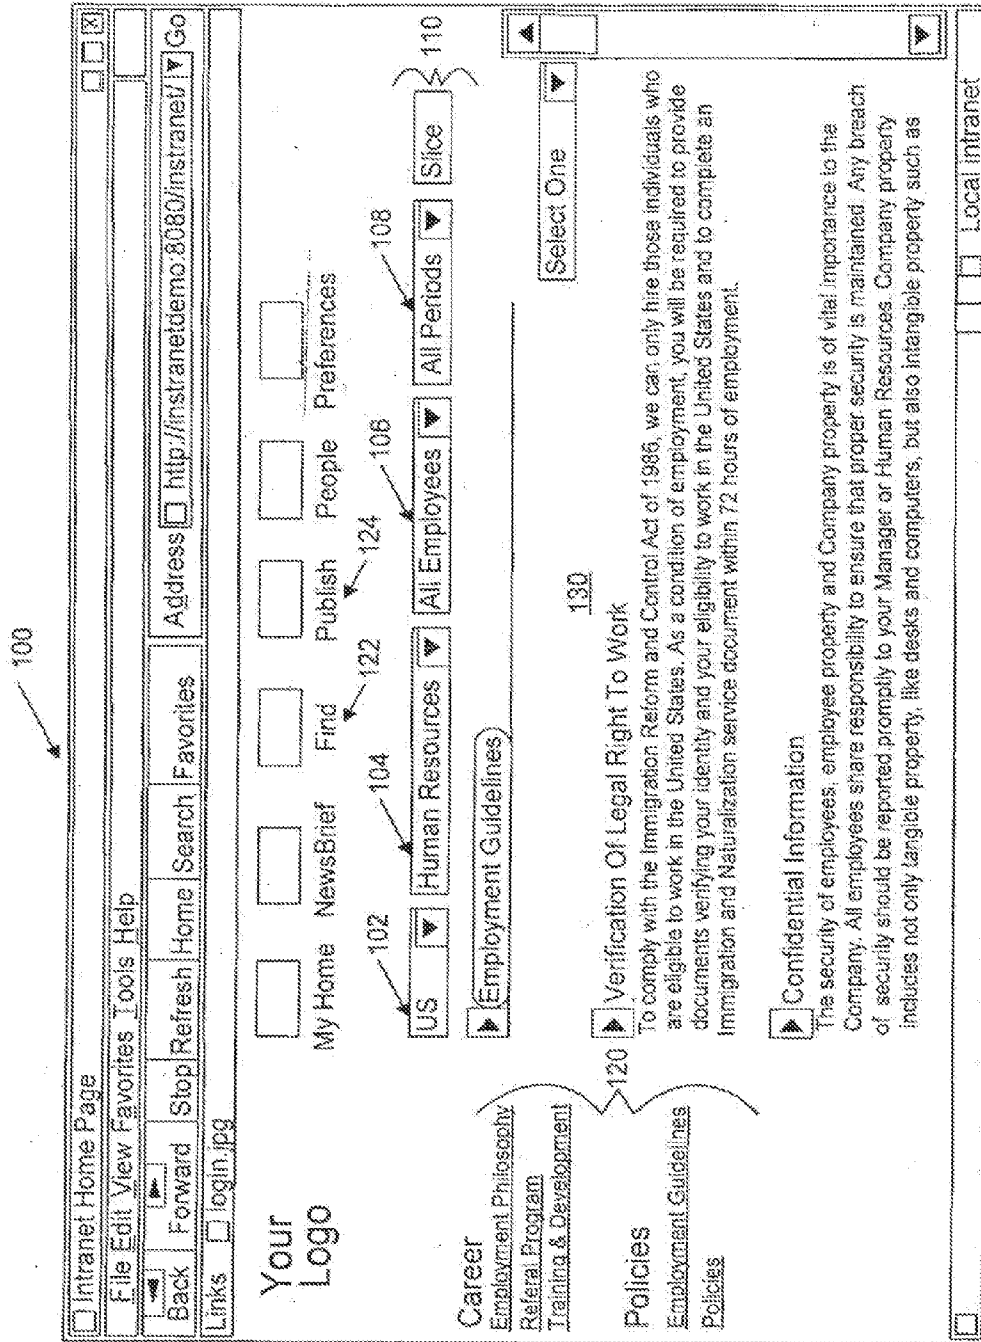 100
Intranet Home Page
File Edit View Favorites Tools Help
Back Forward Stop Refresh Home Search Favorites Address http://instranetdemo:8080/instranet/ Go
Links login.jpg
Your
Logo
My Home NewsBrief Find Publish People Preferences
102 104 122 124 106 108
US Human Resources All Employees All Periods Slice 110
Employment Guidelines
Career
Employment Philosophy
Referal Program
Training & Development
Policies
Employment Guidelines
Policies
120
130
Select One
Verification Of Legal Right To Work
To comply with the Immigration Reform and Control Act of 1986, we can only hire those individuals who
are eligible to work in the United States. As a condition of employment, you will be required to provide
documents verifying your identity and your eligibility to work in the United States and to complete an
Immigration and Naturalization service document within 72 hours of employment.
Confidential Information
The security of employees, employee property and Company property is of vital importance to the
Company. All employees share responsibility to ensure that proper security is maintained. Any breach
of security should be reported promptly to your Manager or Human Resources. Company property
includes not only tangible property, like desks and computers, but also intangible property such as
Local intranet